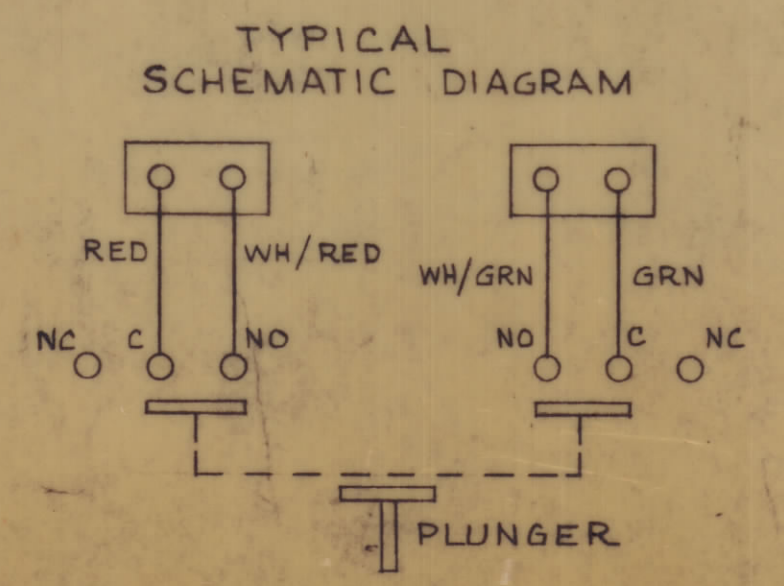 TYPICAL
SCHEMATIC DIAGRAM
RED WH/RED
WH/GRN GRN
NC C NO
NO C NC
PLUNGER